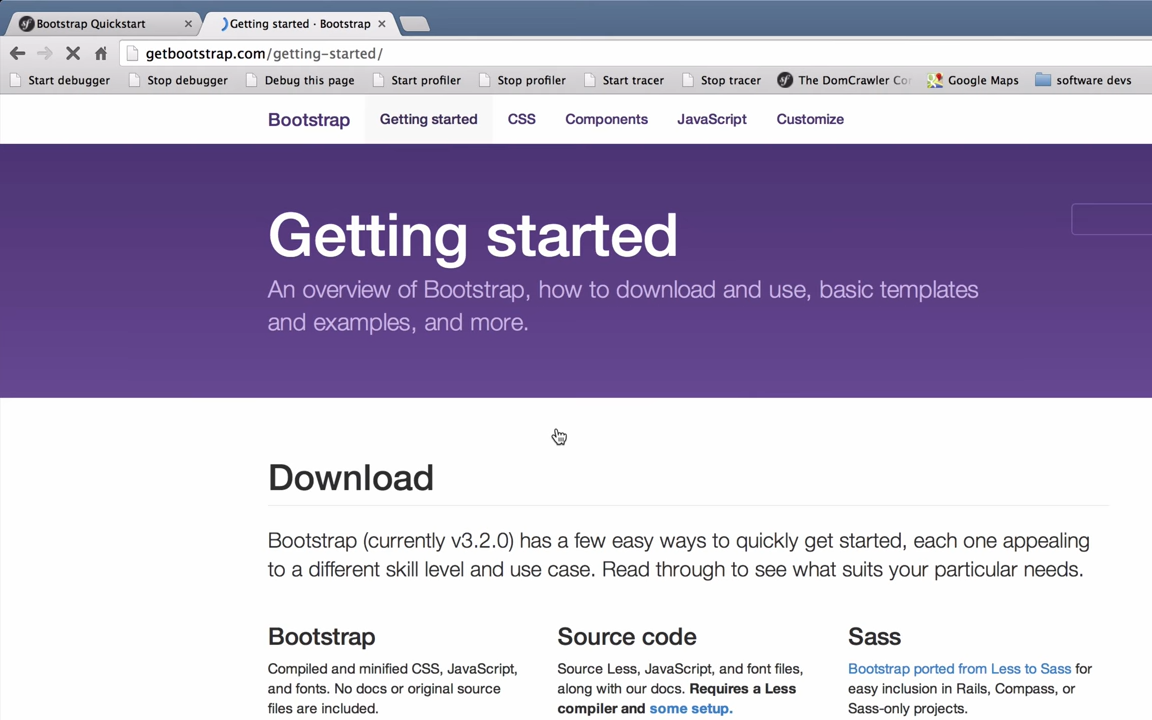 Bootstrap Quickstart
Getting started · Bootstrap
getbootstrap.com/getting-started/
Start debugger Stop debugger Debug this page Start profiler Stop profiler Start tracer Stop tracer The DomCrawler Co Google Maps software devs
Bootstrap Getting started CSS Components JavaScript Customize
Getting started
An overview of Bootstrap, how to download and use, basic templates
and examples, and more.
Download
Bootstrap (currently v3.2.0) has a few easy ways to quickly get started, each one appealing
to a different skill level and use case. Read through to see what suits your particular needs.
Bootstrap
Compiled and minified CSS, JavaScript,
and fonts. No docs or original source
files are included.
Source code
Source Less, JavaScript, and font files,
along with our docs. Requires a Less
compiler and some setup.
Sass
Bootstrap ported from Less to Sass for
easy inclusion in Rails, Compass, or
Sass-only projects.